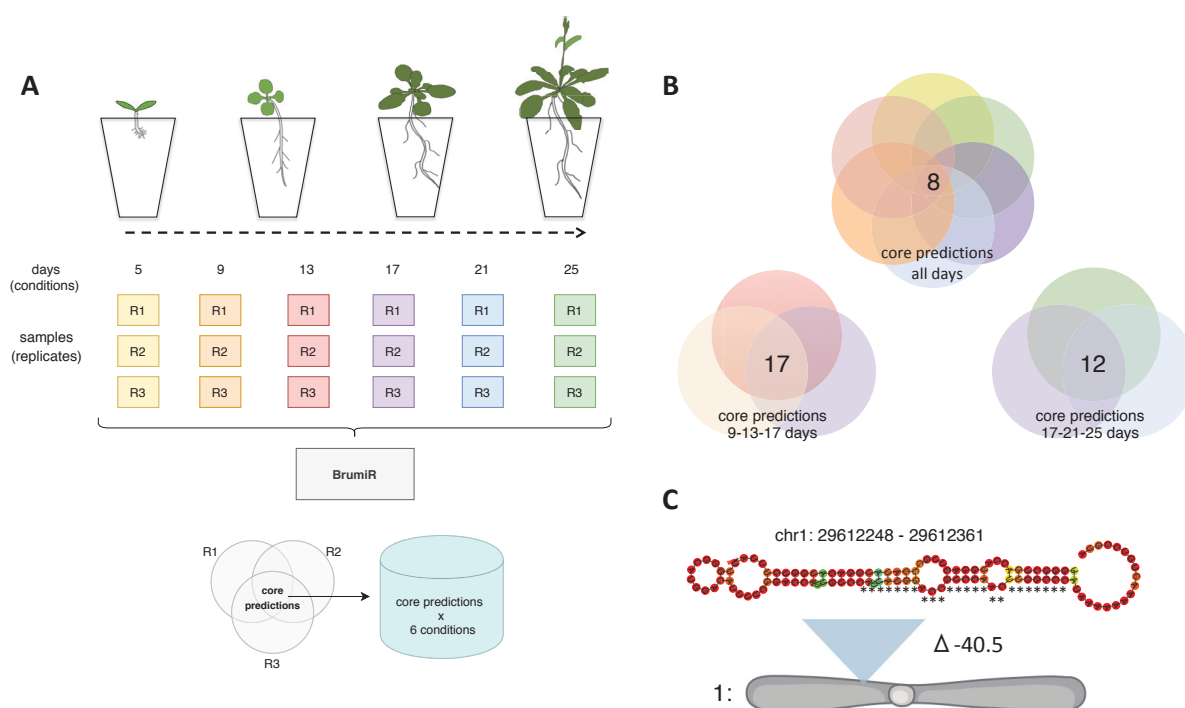 A
days
(conditions)
5 9 13 17 21 25
samples
(replicates)
R1 R1 R1 R1 R1 R1
R2 R2 R2 R2 R2 R2
R3 R3 R3 R3 R3 R3
BrumiR
R1
R2
core
predictions
R3
core predictions
x
6 conditions
B
8
core predictions
all days
17
core predictions
9-13-17 days
12
core predictions
17-21-25 days
C
chr1: 29612248 - 29612361
******* *** ***** ** *******
Δ -40.5
1: